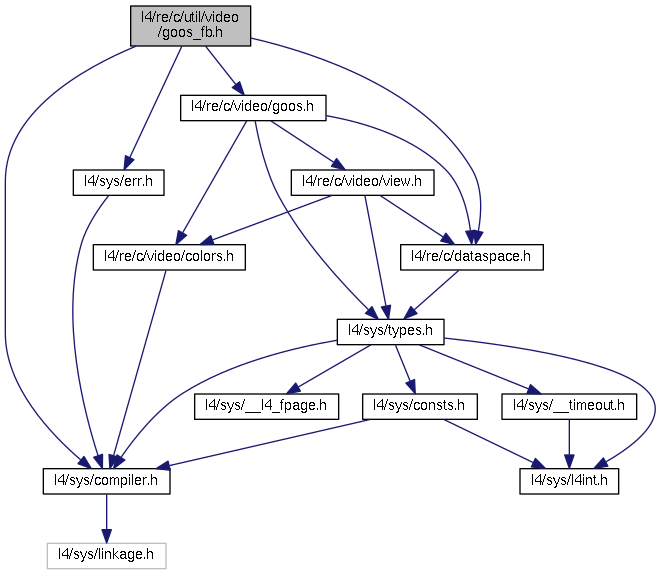 l4/re/c/util/video
/goos_fb.h
l4/re/c/video/goos.h
l4/sys/err.h
l4/re/c/video/view.h
l4/re/c/video/colors.h
l4/re/c/dataspace.h
l4/sys/types.h
l4/sys/__l4_fpage.h
l4/sys/consts.h
l4/sys/__timeout.h
l4/sys/compiler.h
l4/sys/l4int.h
l4/sys/linkage.h